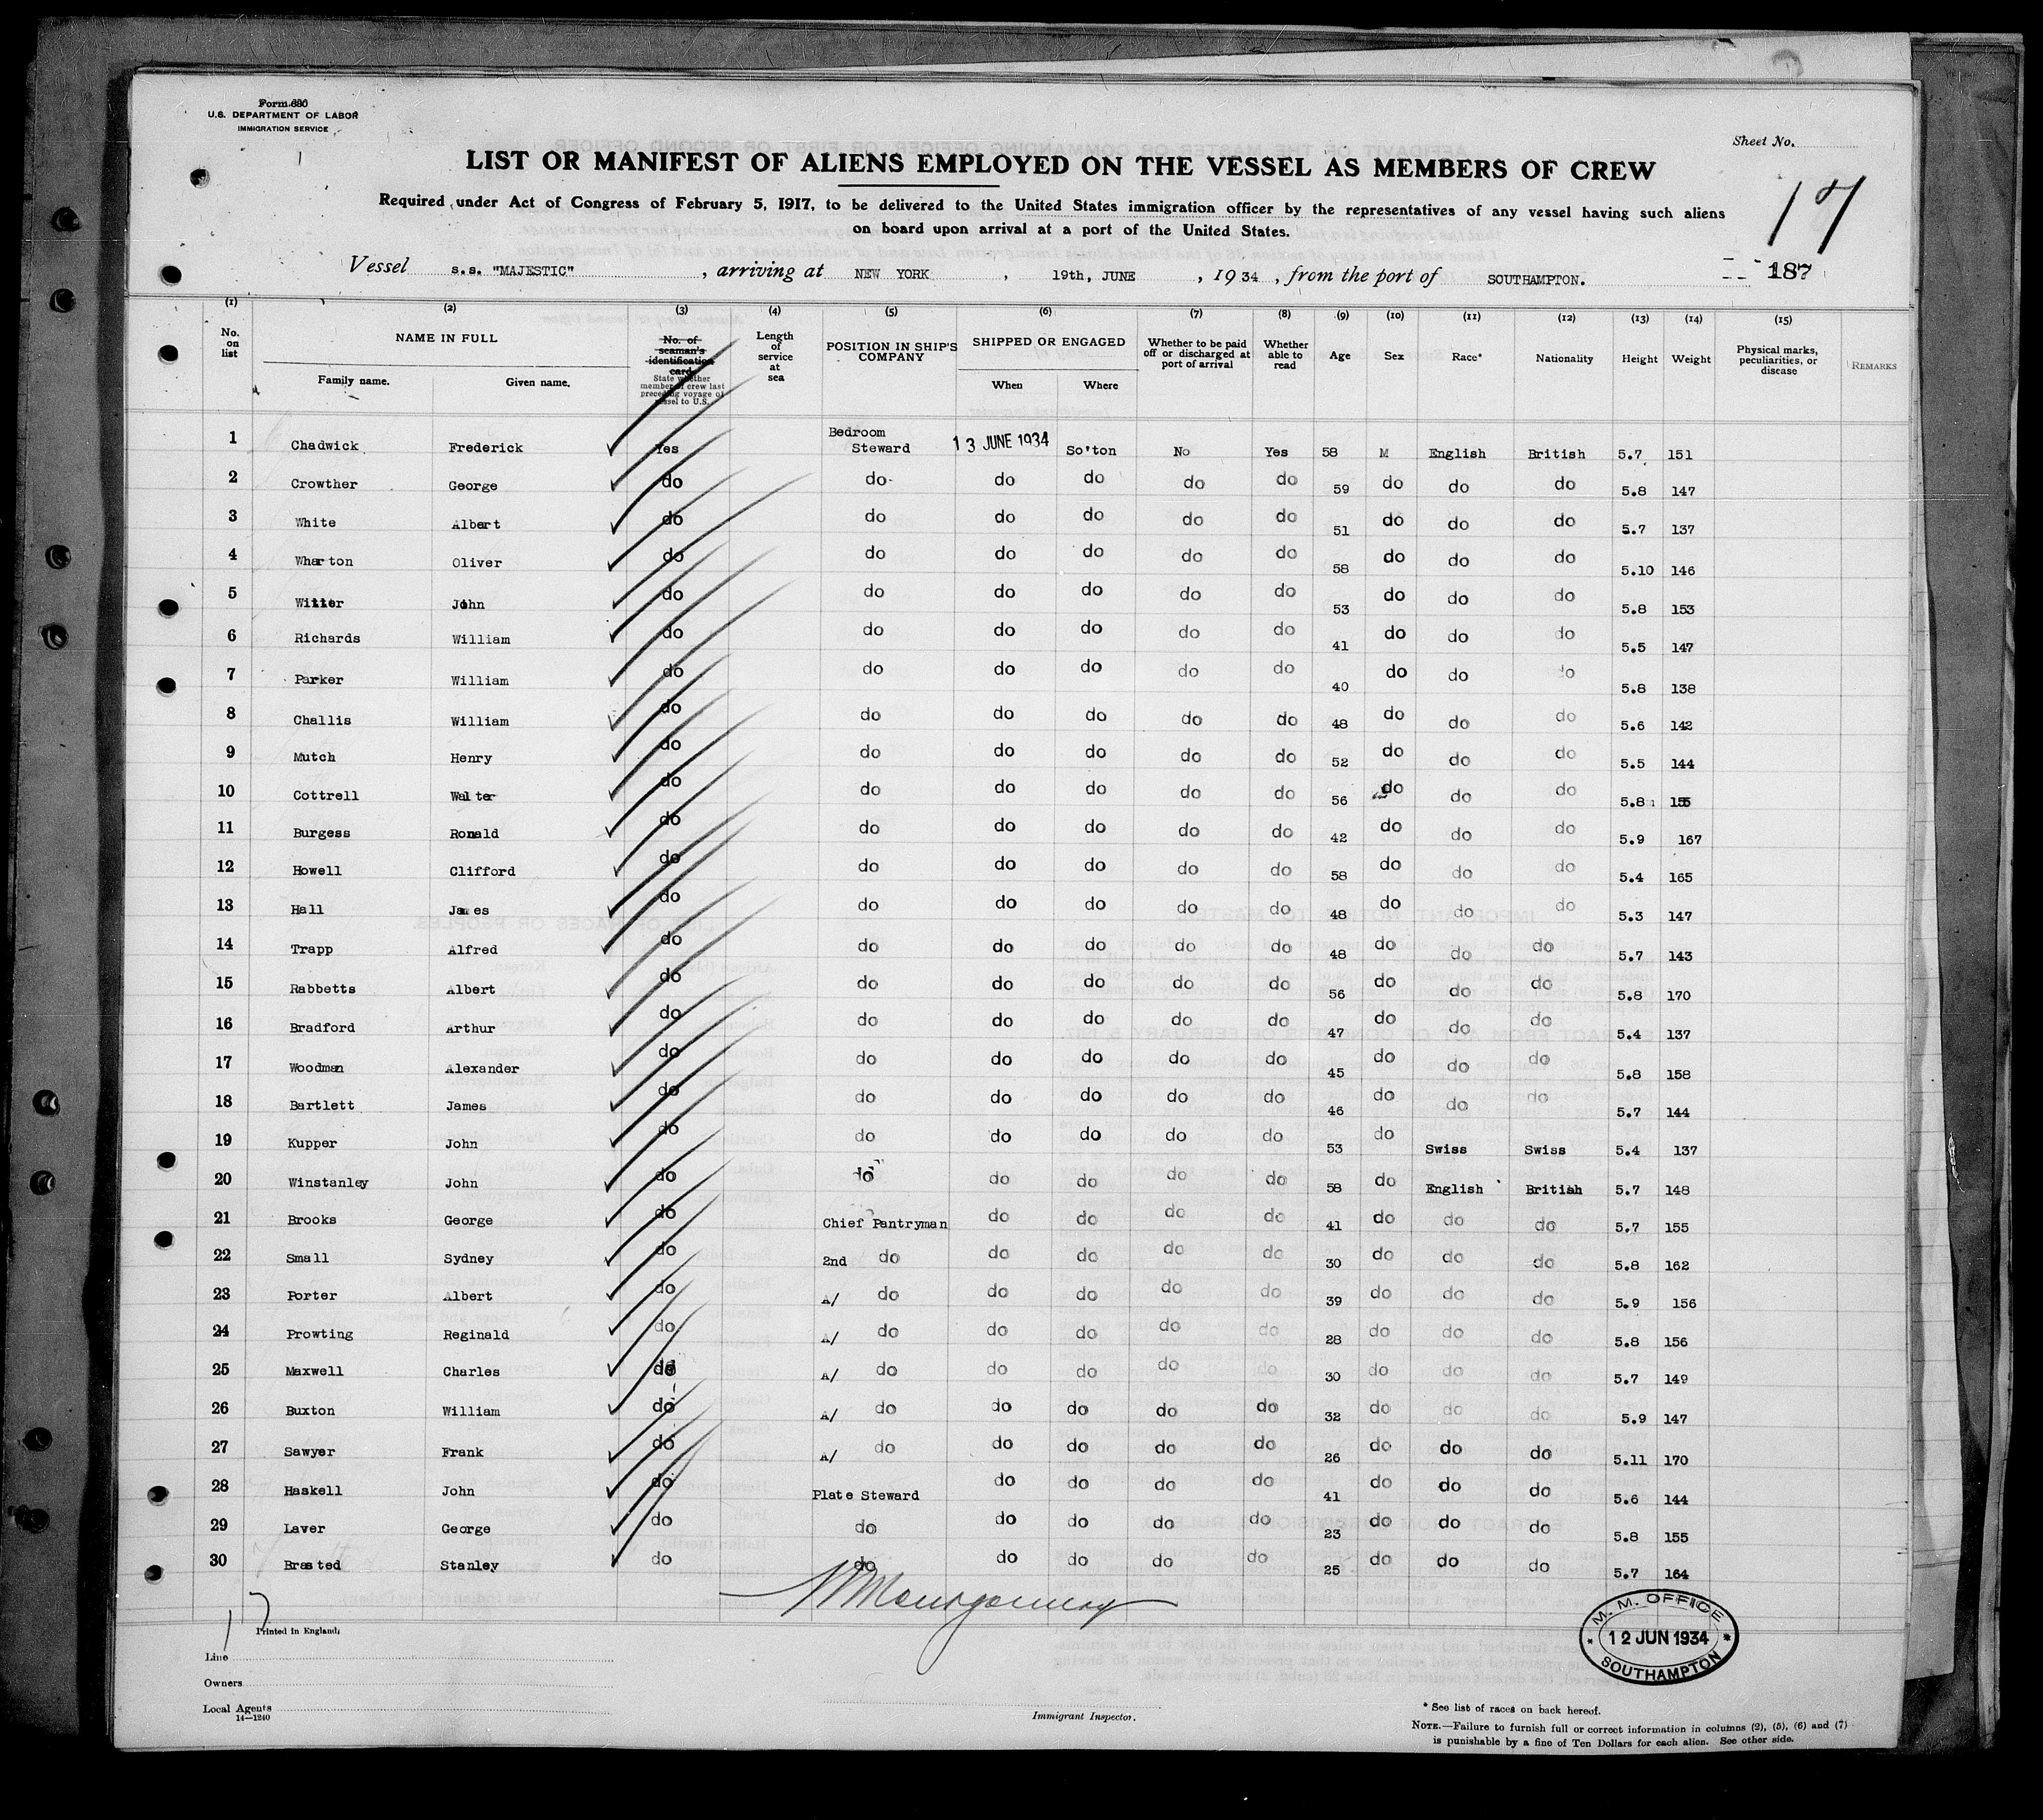 Form 680
U.S. DEPARTMENT OF LABOR
IMMIGRATION SERVICE
Sheet No.
LIST OR MANIFEST OF ALIENS EMPLOYED ON THE VESSEL AS MEMBERS OF CREW
17
Required under Act of Congress of February 5, 1917, to be delivered to the United States immigration officer by the representatives of any vessel having such aliens
on board upon arrival at a port of the United States.
Vessel s.s. "MAJESTIC", arriving at NEW YORK, 19th, JUNE, 1934, from the port of SOUTHAMPTON. 187
(1) (2) (3) (4) (5) (6) (7) (8) (9) (10) (11) (12) (13) (14) (15)
No. on list NAME IN FULL Family name. Given name. No. of seaman's identification card State whether member of crew last preceding voyage of vessel to U.S. Length of service at sea POSITION IN SHIP'S COMPANY SHIPPED OR ENGAGED When Where Whether to be paid off or discharged at port of arrival Whether able to read Age Sex Race* Nationality Height Weight Physical marks, peculiarities, or disease REMARKS
1 Chadwick Frederick Yes Bedroom Steward 13 JUNE 1934 So'ton No Yes 58 M English British 5.7 151
2 Crowther George do do do do do do 59 do do do 5.8 147
3 White Albert do do do do do do 51 do do do 5.7 137
4 Wharton Oliver do do do do do do 58 do do do 5.10 146
5 John do do do do do do 53 do do do 5.8 153
6 Richards William do do do do do do 41 do do do 5.5 147
7 Parker William do do do do do do 40 do do do 5.8 138
8 Challis William do do do do do do 48 do do do 5.6 142
9 Mutch Henry do do do do do do 52 do do do 5.5 144
10 Cottrell Walter do do do do do do 56 do do do 5.8 155
11 Burgess Ronald do do do do do do 42 do do do 5.9 167
12 Howell Clifford do do do do do do 58 do do do 5.4 165
13 Hall James do do do do do do 48 do do do 5.3 147
14 Trapp Alfred do do do do do do 48 do do do 5.7 143
15 Rabbetts Albert do do do do do do 56 do do do 5.8 170
16 Bradford Arthur do do do do do do 47 do do do 5.4 137
17 Woodman Alexander do do do do do do 45 do do do 5.8 158
18 Bartlett James do do do do do do 46 do do do 5.7 144
19 Kupper John do do do do do do 53 do Swiss Swiss 5.4 137
20 Winstanley John do do do do do do 58 do English British 5.7 148
21 Brooks George do Chief Pantryman do do do do 41 do do do 5.7 155
22 Small Sydney do 2nd do do do do do 30 do do do 5.8 162
23 Porter Albert do A/ do do do do do 39 do do do 5.9 156
24 Prowting Reginald do A/ do do do do do 28 do do do 5.8 156
25 Maxwell Charles do A/ do do do do do 30 do do do 5.7 149
26 Buxton William do A/ do do do do do 32 do do do 5.9 147
27 Sawyer Frank do A/ do do do do do 26 do do do 5.11 170
28 Haskell John do Plate Steward do do do do 41 do do do 5.6 144
29 Laver George do do do do do do 23 do do do 5.8 155
30 Brasted Stanley do do do do do do 25 do do do 5.7 164
Montgomery
17
Printed in England.
M. M. OFFICE
* 12 JUN 1934 *
SOUTHAMPTON
Line
Owners
Local Agents
14—1240
Immigrant Inspector.
* See list of races on back hereof.
NOTE.—Failure to furnish full or correct information in columns (2), (5), (6) and (7)
is punishable by a fine of Ten Dollars for each alien. See other side.